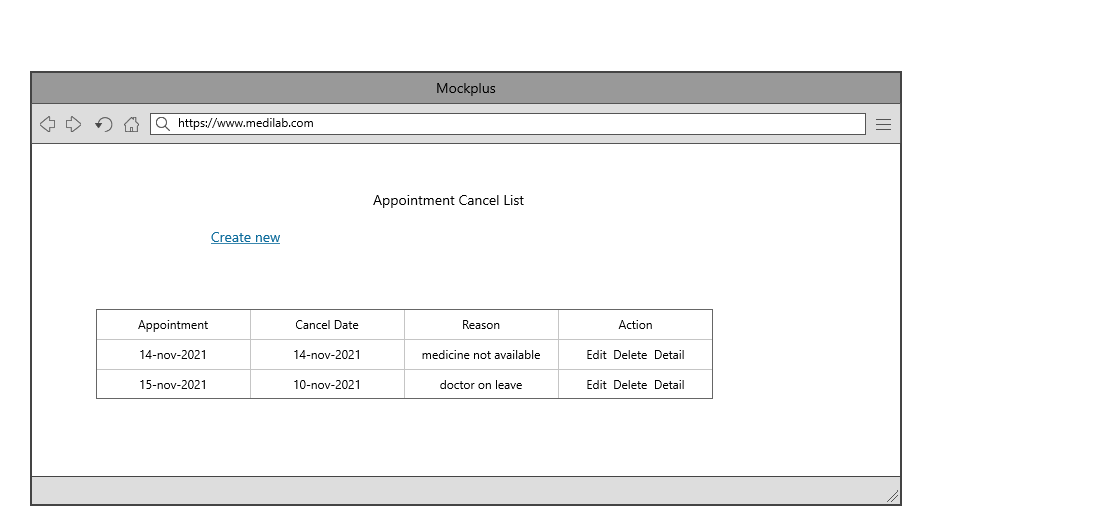 Mockplus
https://www.medilab.com
Appointment Cancel List
Create new
Appointment Cancel Date Reason Action
14-nov-2021 14-nov-2021 medicine not available Edit Delete Detail
15-nov-2021 10-nov-2021 doctor on leave Edit Delete Detail